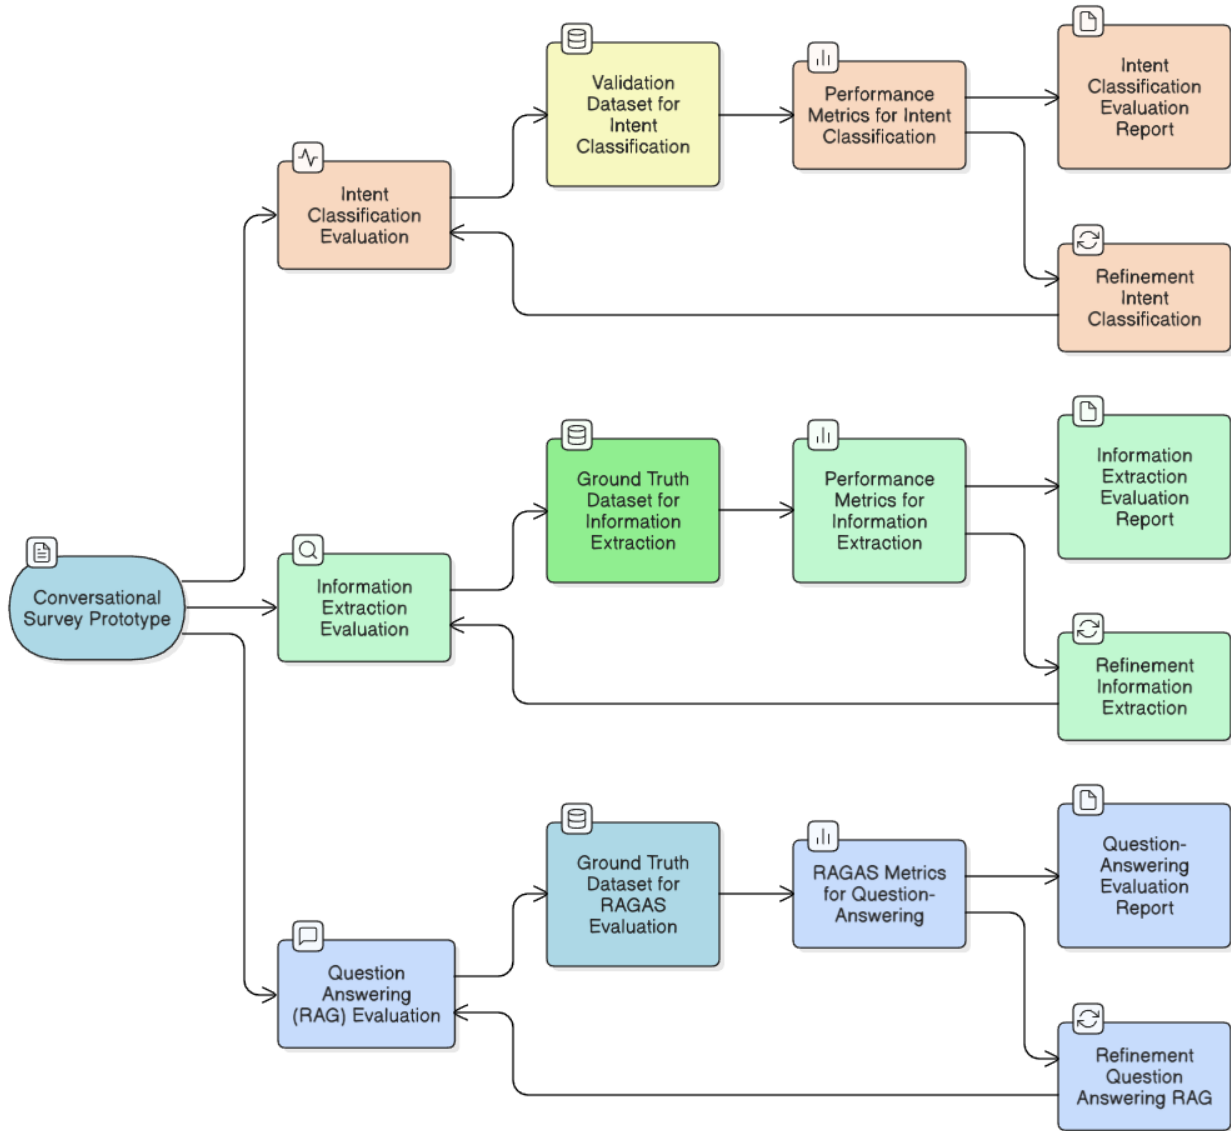 Conversational
Survey Prototype
Intent
Classification
Evaluation
Validation
Dataset for
Intent
Classification
Performance
Metrics for Intent
Classification
Intent
Classification
Evaluation
Report
Refinement
Intent
Classification
Information
Extraction
Evaluation
Ground Truth
Dataset for
Information
Extraction
Performance
Metrics for
Information
Extraction
Information
Extraction
Evaluation
Report
Refinement
Information
Extraction
Question
Answering
(RAG) Evaluation
Ground Truth
Dataset for
RAGAS
Evaluation
RAGAS Metrics
for Question-
Answering
Question-
Answering
Evaluation
Report
Refinement
Question
Answering RAG